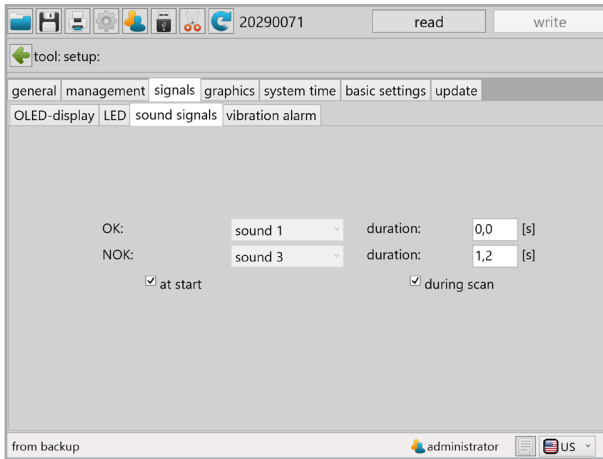 20290071 read write
tool: setup:
general management signals graphics system time basic settings update
OLED-display LED sound signals vibration alarm
OK: sound 1 duration: 0,0 [s]
NOK: sound 3 duration: 1,2 [s]
at start during scan
from backup administrator US